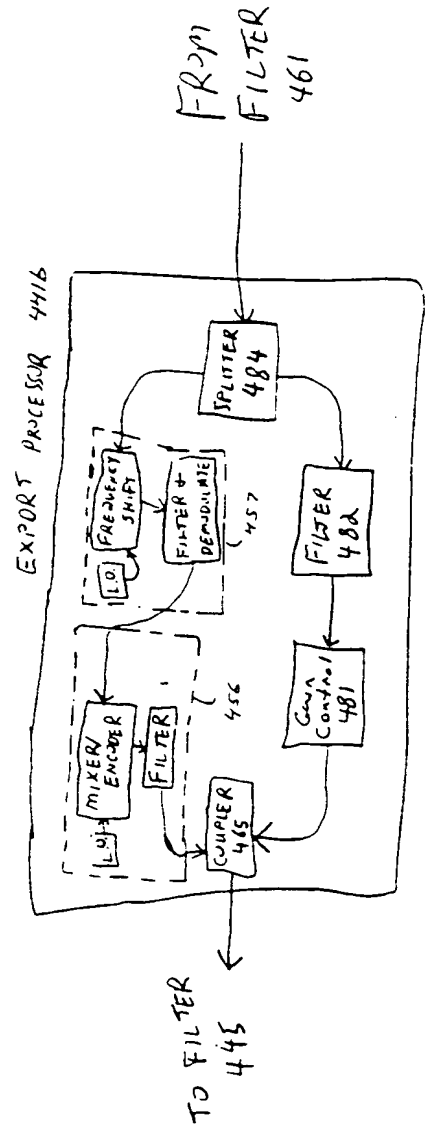 EXPORT PROCESSOR 441b
FROM
FILTER
461
SPLITTER
484
FREQUENCY
SHIFT
L.O.
FILTER +
DEMODULATE
457
MIXER/
ENCODER
L.O.
FILTER
456
FILTER
482
Gain
Control
481
COUPLER
465
TO FILTER
445